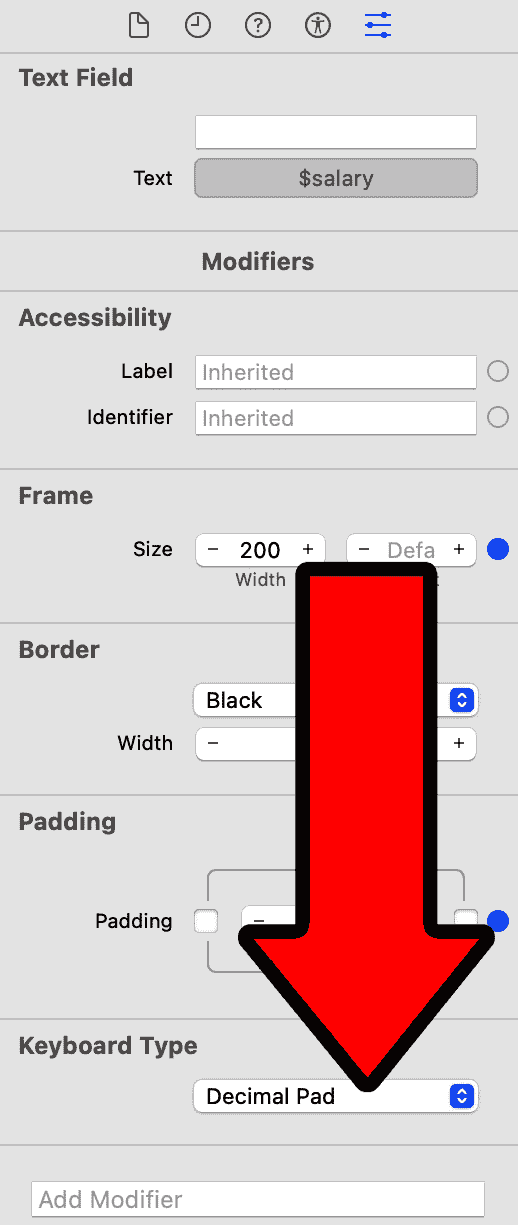 Text Field
Text $salary
Modifiers
Accessibility
Label Inherited
Identifier Inherited
Frame
Size − 200 + − Defa +
Width
Border
Black
Width − +
Padding
Padding −
Keyboard Type
Decimal Pad
Add Modifier